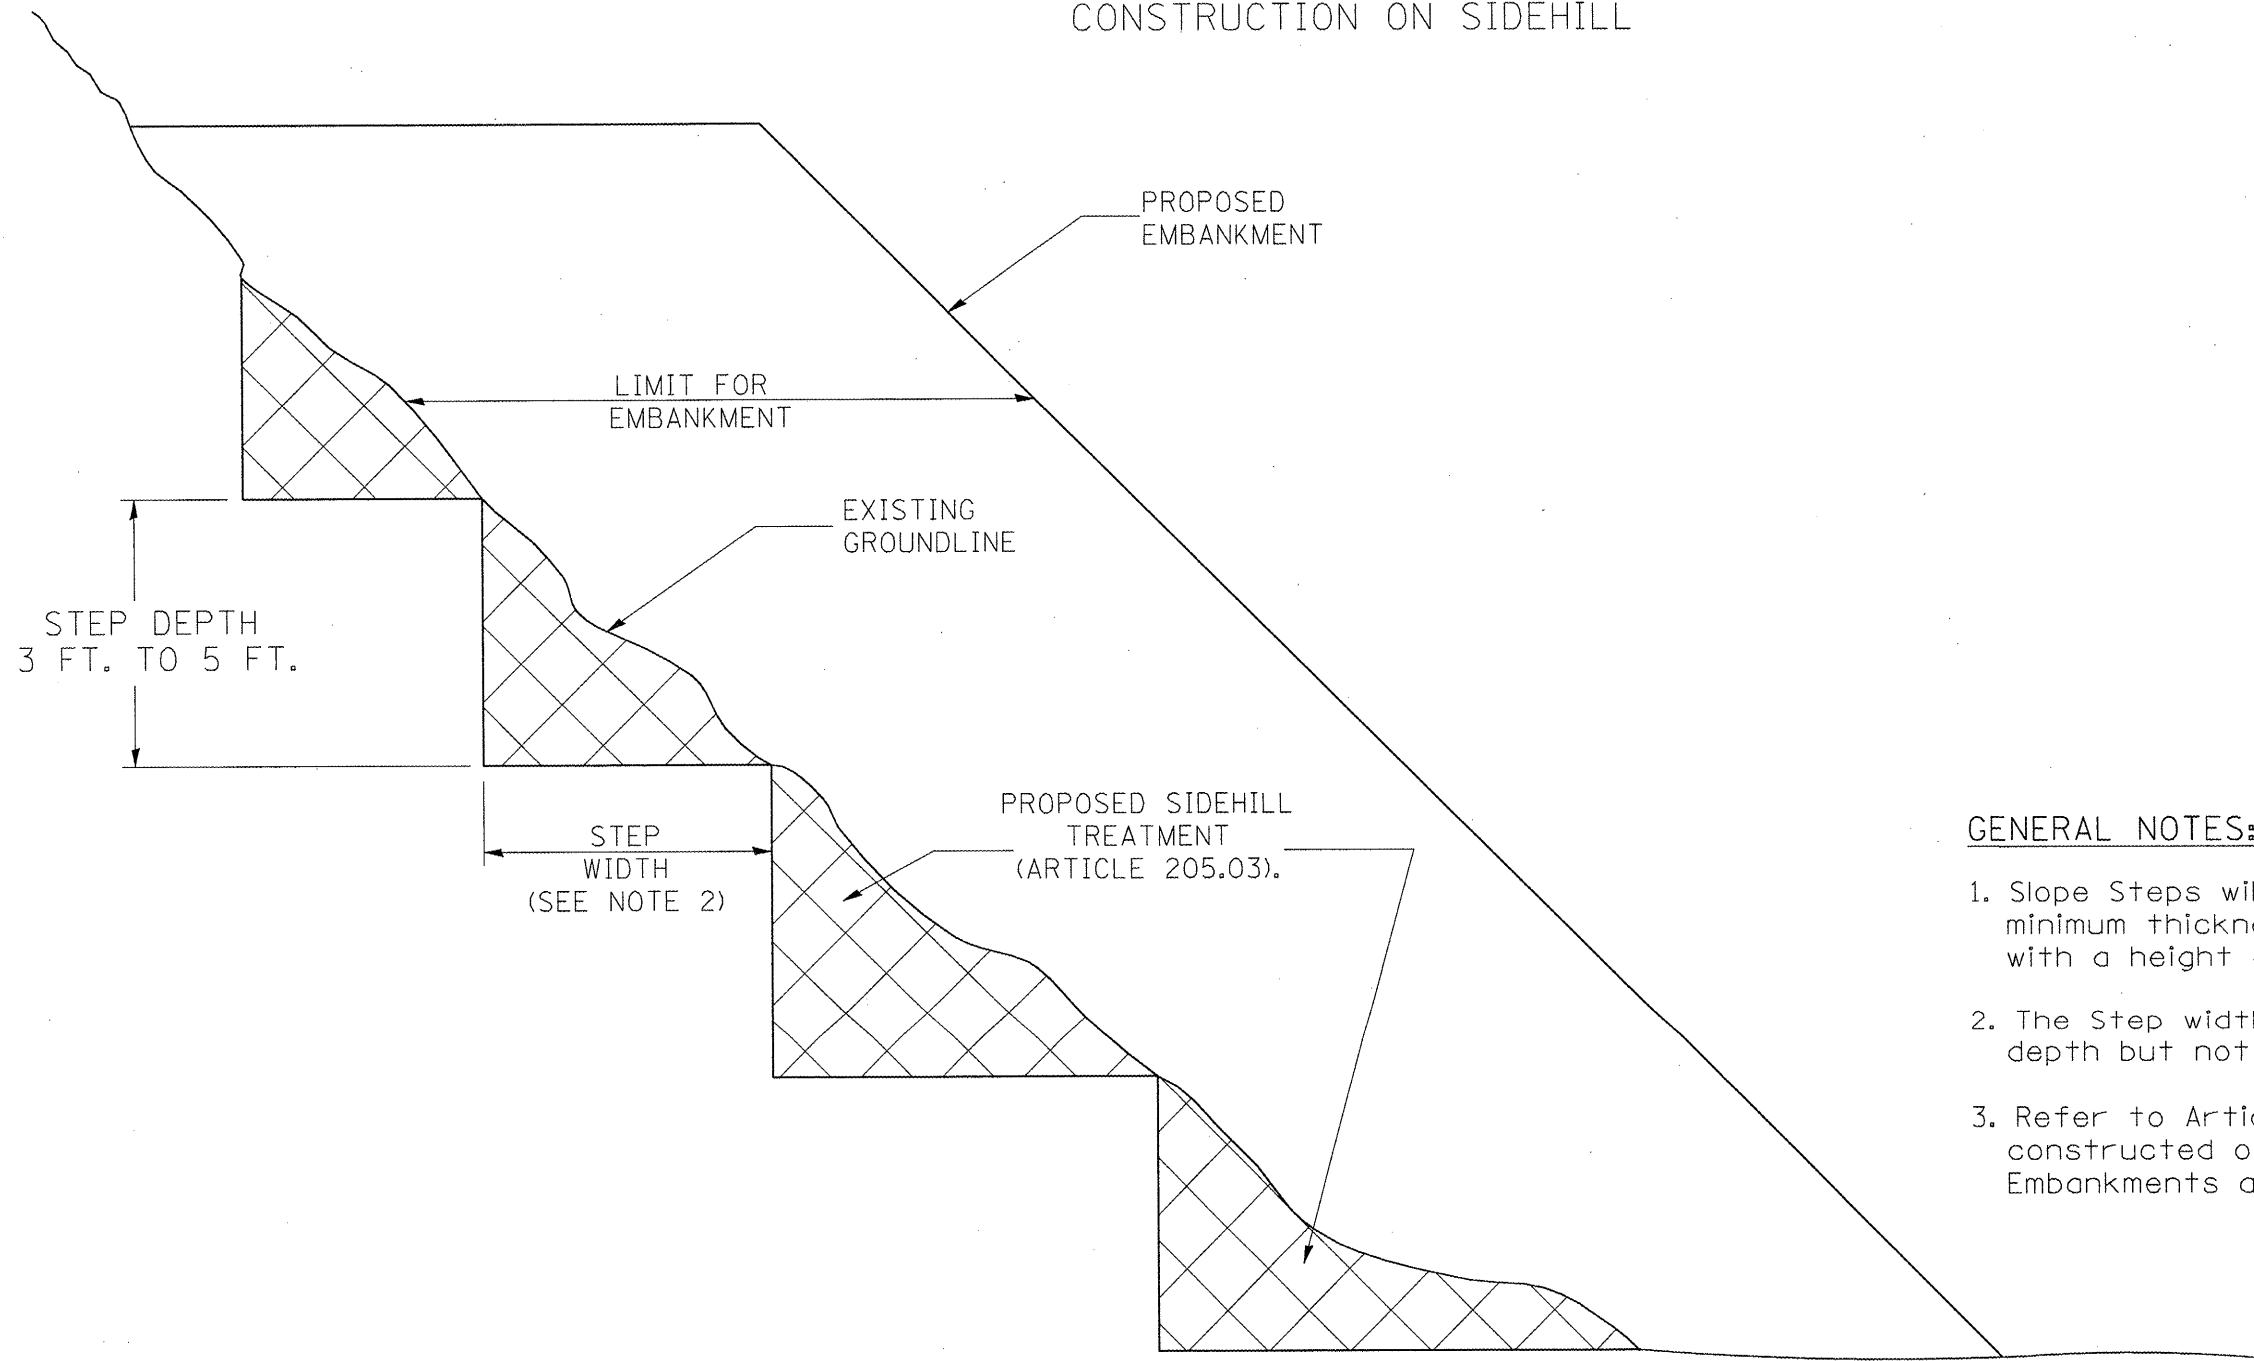 CONSTRUCTION ON SIDEHILL
PROPOSED
EMBANKMENT
LIMIT FOR
EMBANKMENT
EXISTING
GROUNDLINE
STEP DEPTH
3 FT. TO 5 FT.
PROPOSED SIDEHILL
TREATMENT
(ARTICLE 205.03).
STEP
WIDTH
(SEE NOTE 2)
GENERAL NOTES:
1. Slope Steps
minimum
with a height
2. The Step
depth but not
3. Refer to
constructed
Embankments